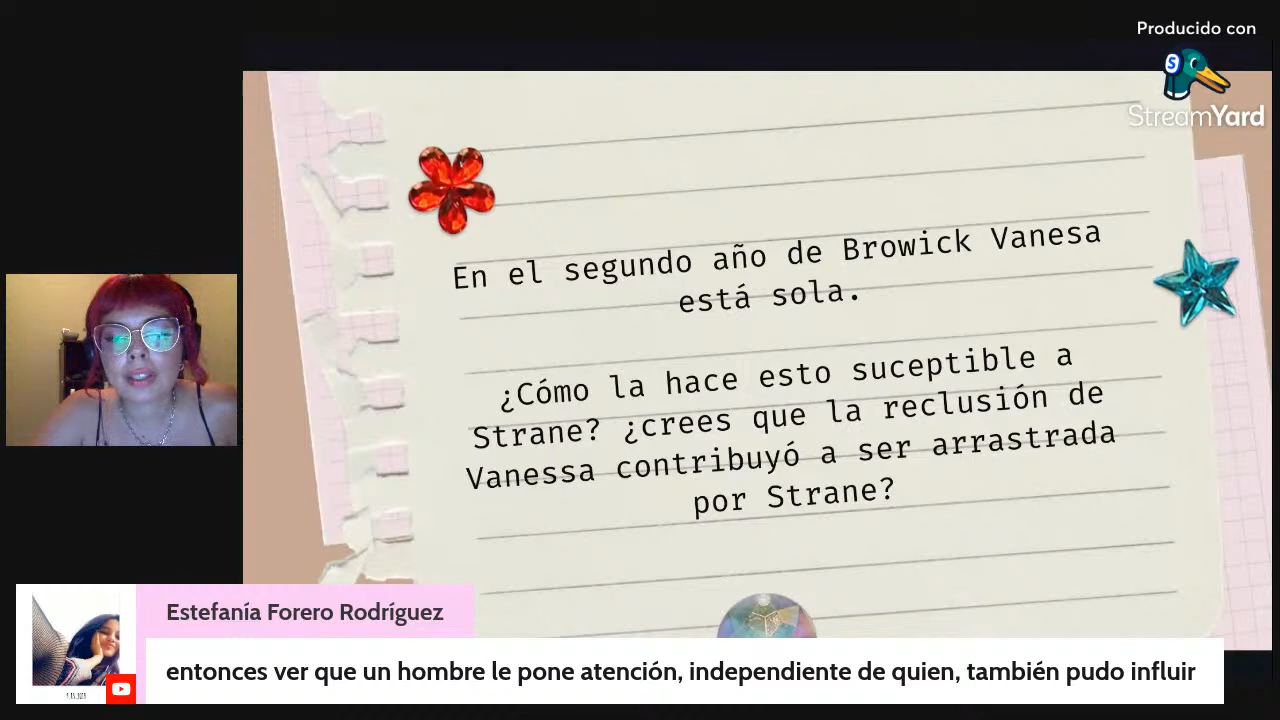 Producido con
S
StreamYard
En el segundo año de Browick Vanesa
está sola.
¿Cómo la hace esto suceptible a
Strane? ¿crees que la reclusión de
Vanessa contribuyó a ser arrastrada
por Strane?
Estefanía Forero Rodríguez
entonces ver que un hombre le pone atención, independiente de quien, también pudo influir